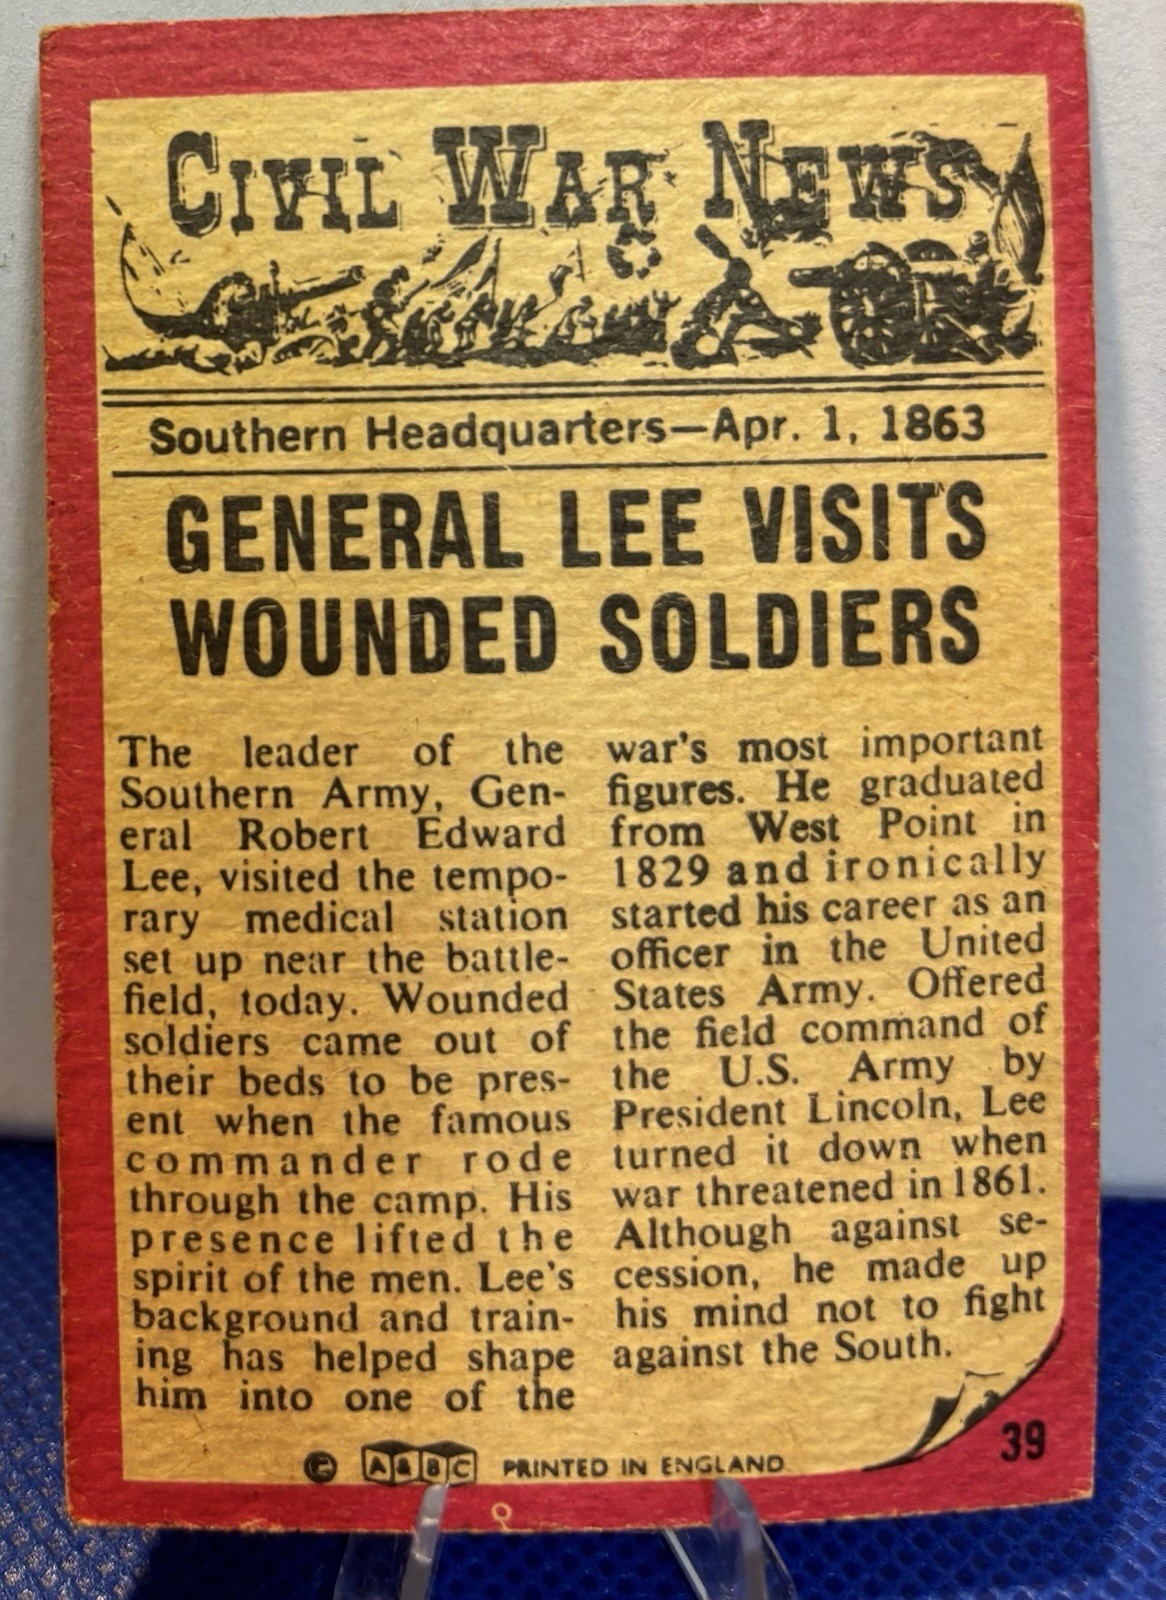 CIVIL WAR NEWS
Southern Headquarters—Apr. 1, 1863
GENERAL LEE VISITS
WOUNDED SOLDIERS
The leader of the
Southern Army, Gen-
eral Robert Edward
Lee, visited the tempo-
rary medical station
set up near the battle-
field, today. Wounded
soldiers came out of
their beds to be pres-
ent when the famous
commander rode
through the camp. His
presence lifted the
spirit of the men. Lee's
background and train-
ing has helped shape
him into one of the
war's most important
figures. He graduated
from West Point in
1829 and ironically
started his career as an
officer in the United
States Army. Offered
the field command of
the U.S. Army by
President Lincoln, Lee
turned it down when
war threatened in 1861.
Although against se-
cession, he made up
his mind not to fight
against the South.
© A&BC PRINTED IN ENGLAND
39